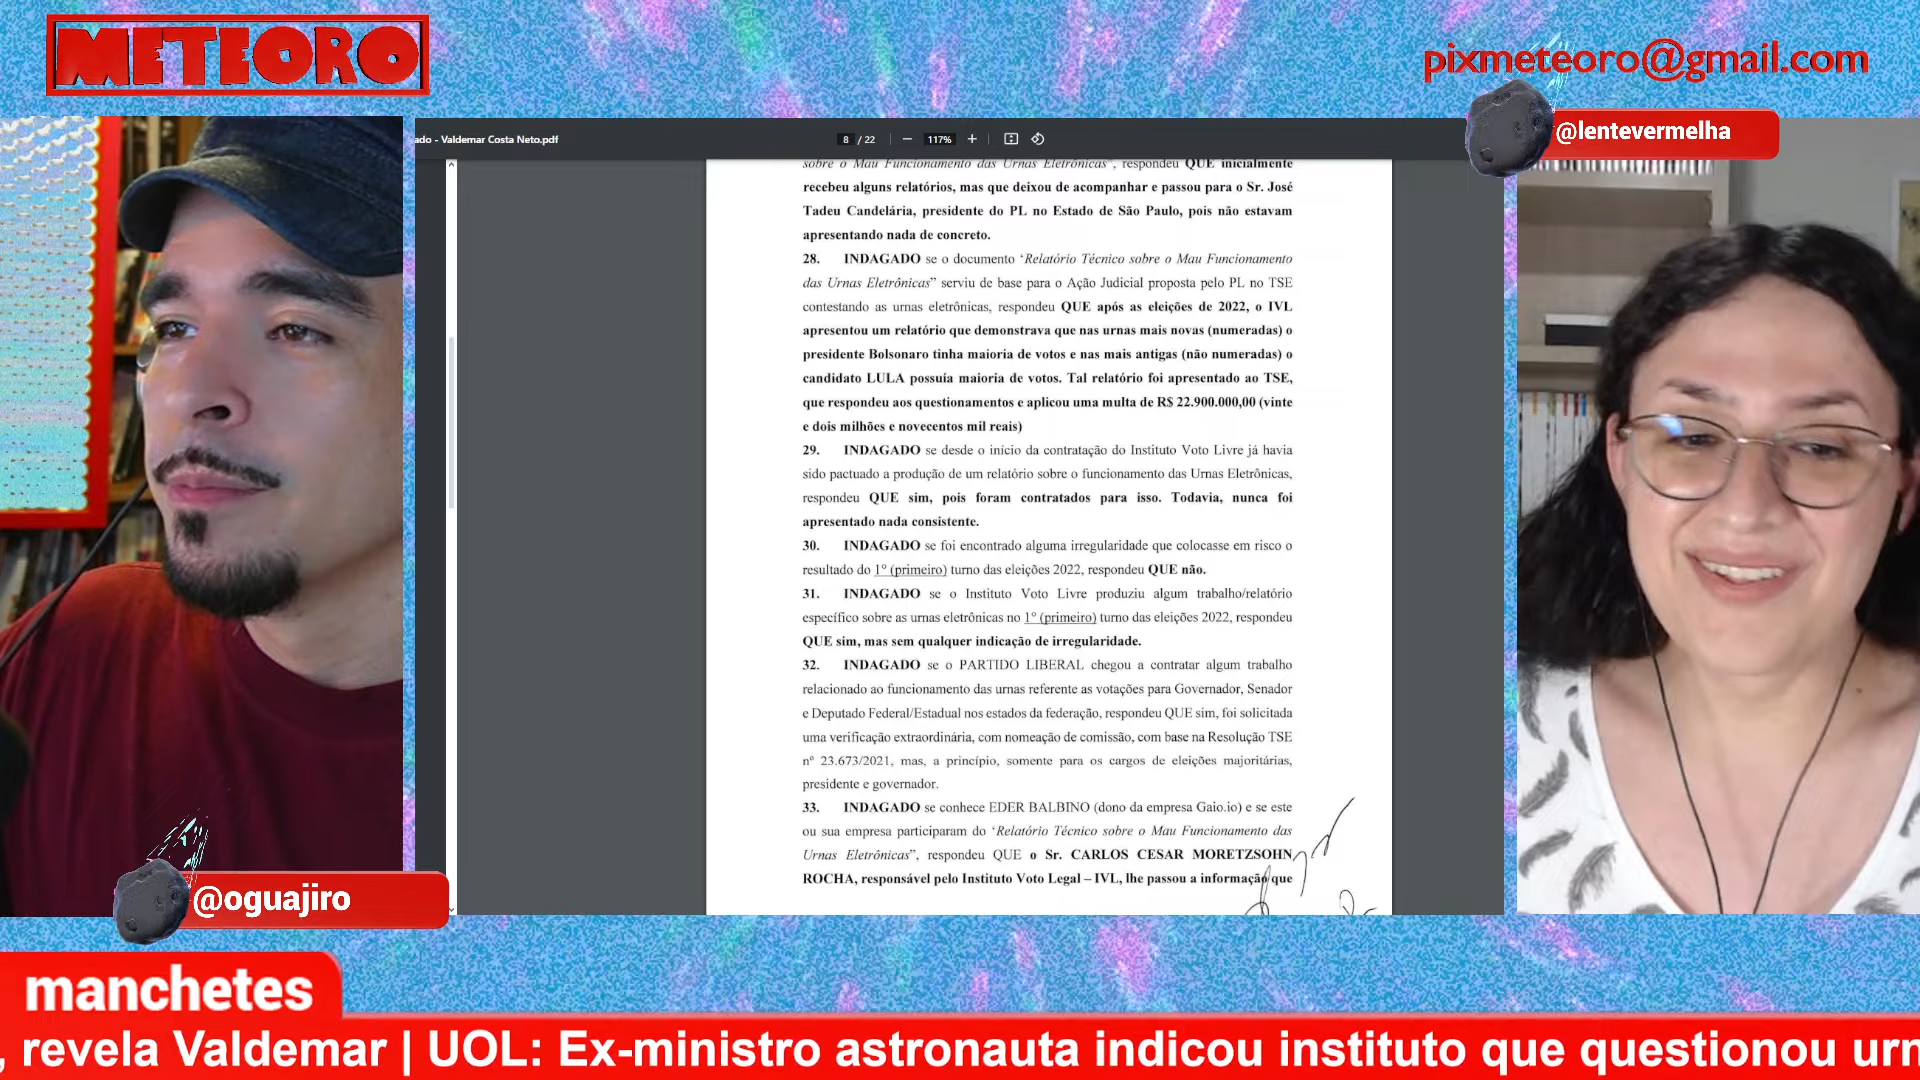 METEORO
pixmeteoro@gmail.com
@lentevermelha
ado - Valdemar Costa Neto.pdf
8 / 22
117%
sobre o Mau Funcionamento das Urnas Eletrônicas", respondeu QUE inicialmente
recebeu alguns relatórios, mas que deixou de acompanhar e passou para o Sr. José
Tadeu Candelária, presidente do PL no Estado de São Paulo, pois não estavam
apresentando nada de concreto.
28. INDAGADO se o documento 'Relatório Técnico sobre o Mau Funcionamento
das Urnas Eletrônicas" serviu de base para o Ação Judicial proposta pelo PL no TSE
contestando as urnas eletrônicas, respondeu QUE após as eleições de 2022, o IVL
apresentou um relatório que demonstrava que nas urnas mais novas (numeradas) o
presidente Bolsonaro tinha maioria de votos e nas mais antigas (não numeradas) o
candidato LULA possuía maioria de votos. Tal relatório foi apresentado ao TSE,
que respondeu aos questionamentos e aplicou uma multa de R$ 22.900.000,00 (vinte
e dois milhões e novecentos mil reais)
29. INDAGADO se desde o início da contratação do Instituto Voto Livre já havia
sido pactuado a produção de um relatório sobre o funcionamento das Urnas Eletrônicas,
respondeu QUE sim, pois foram contratados para isso. Todavia, nunca foi
apresentado nada consistente.
30. INDAGADO se foi encontrado alguma irregularidade que colocasse em risco o
resultado do 1º (primeiro) turno das eleições 2022, respondeu QUE não.
31. INDAGADO se o Instituto Voto Livre produziu algum trabalho/relatório
específico sobre as urnas eletrônicas no 1º (primeiro) turno das eleições 2022, respondeu
QUE sim, mas sem qualquer indicação de irregularidade.
32. INDAGADO se o PARTIDO LIBERAL chegou a contratar algum trabalho
relacionado ao funcionamento das urnas referente as votações para Governador, Senador
e Deputado Federal/Estadual nos estados da federação, respondeu QUE sim, foi solicitada
uma verificação extraordinária, com nomeação de comissão, com base na Resolução TSE
nº 23.673/2021, mas, a princípio, somente para os cargos de eleições majoritárias,
presidente e governador.
33. INDAGADO se conhece EDER BALBINO (dono da empresa Gaio.io) e se este
ou sua empresa participaram do 'Relatório Técnico sobre o Mau Funcionamento das
Urnas Eletrônicas", respondeu QUE o Sr. CARLOS CESAR MORETZSOHN
ROCHA, responsável pelo Instituto Voto Legal – IVL, lhe passou a informação que
@oguajiro
manchetes
, revela Valdemar | UOL: Ex-ministro astronauta indicou instituto que questionou urn